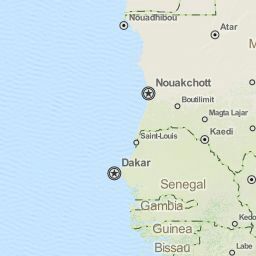 Nouadhibou
Atar
M
Nouakchott
Boutilimit
Magta Lajar
Kaedi
Saint-Louis
Dakar
Senegal
Gambia
Kedo
Guinea
Bissau
Labe